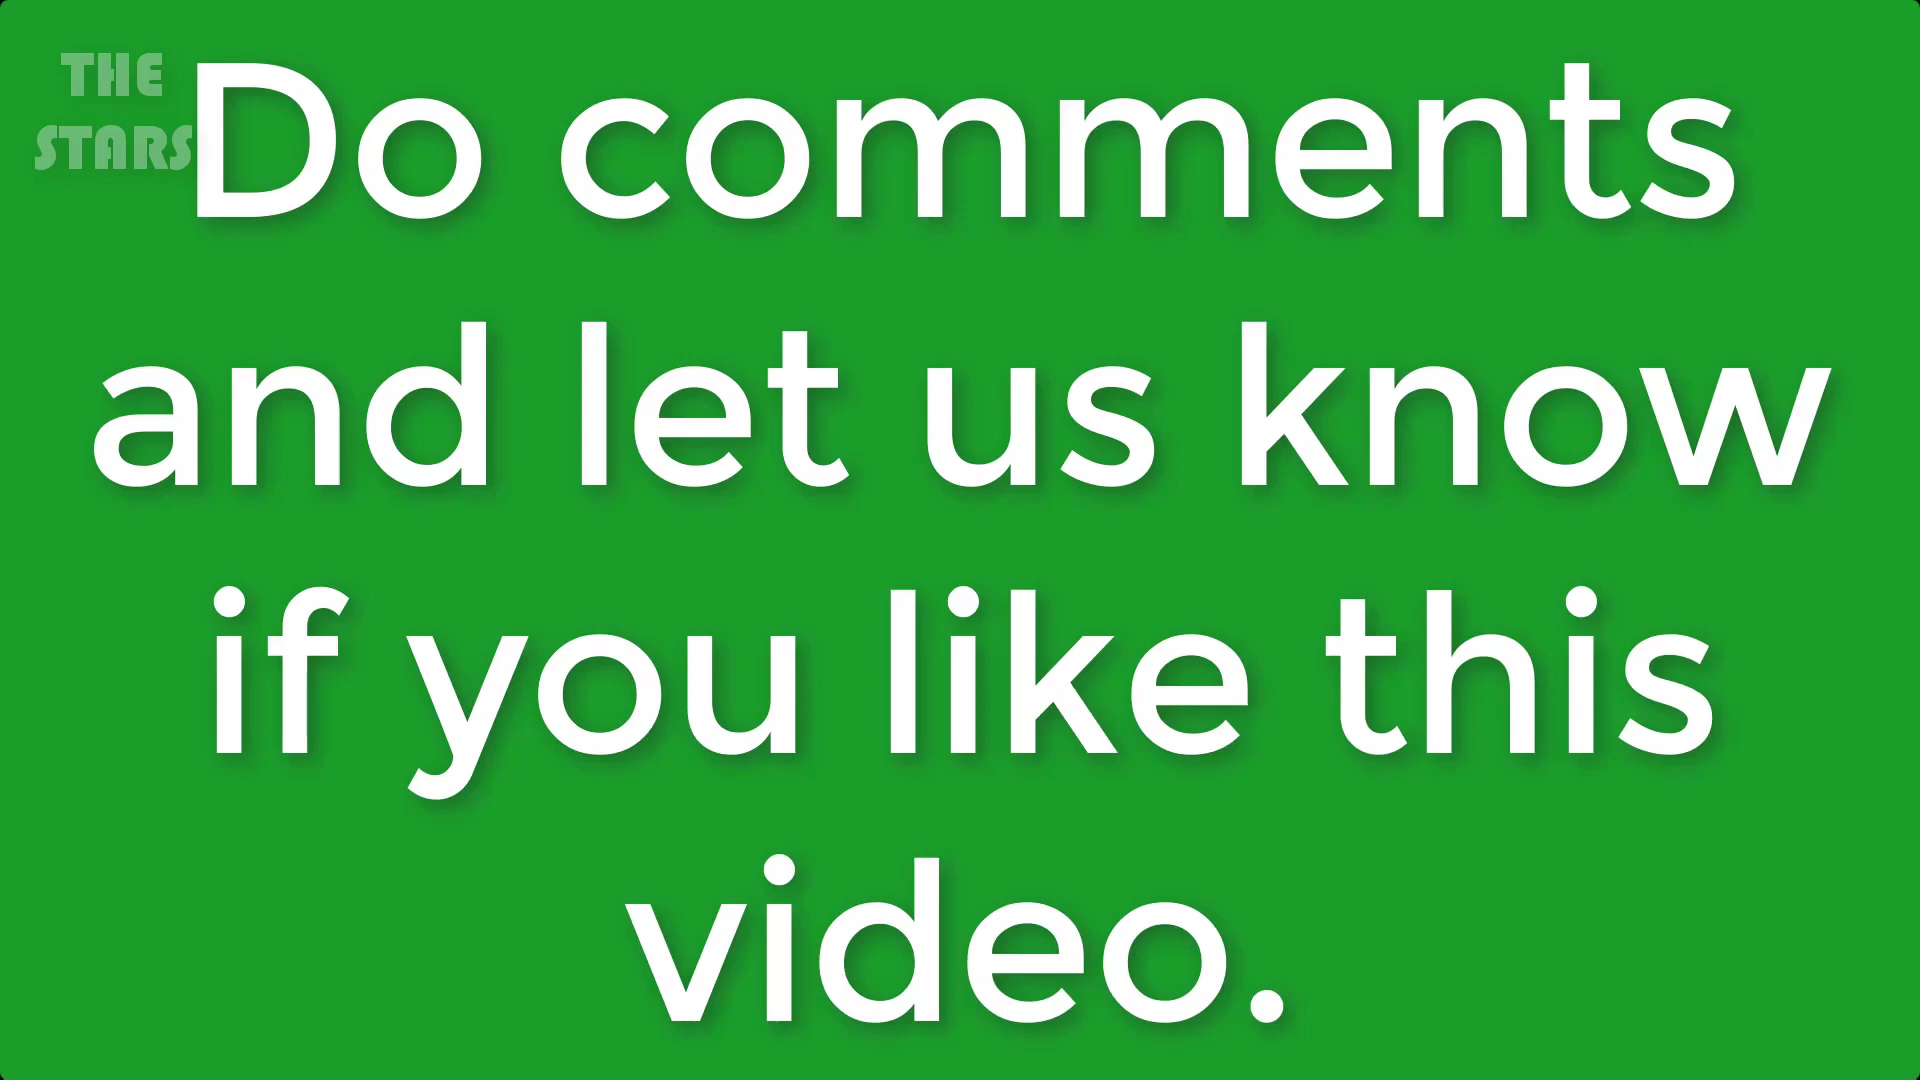 THE
STARS
Do comments
and let us know
if you like this
video.